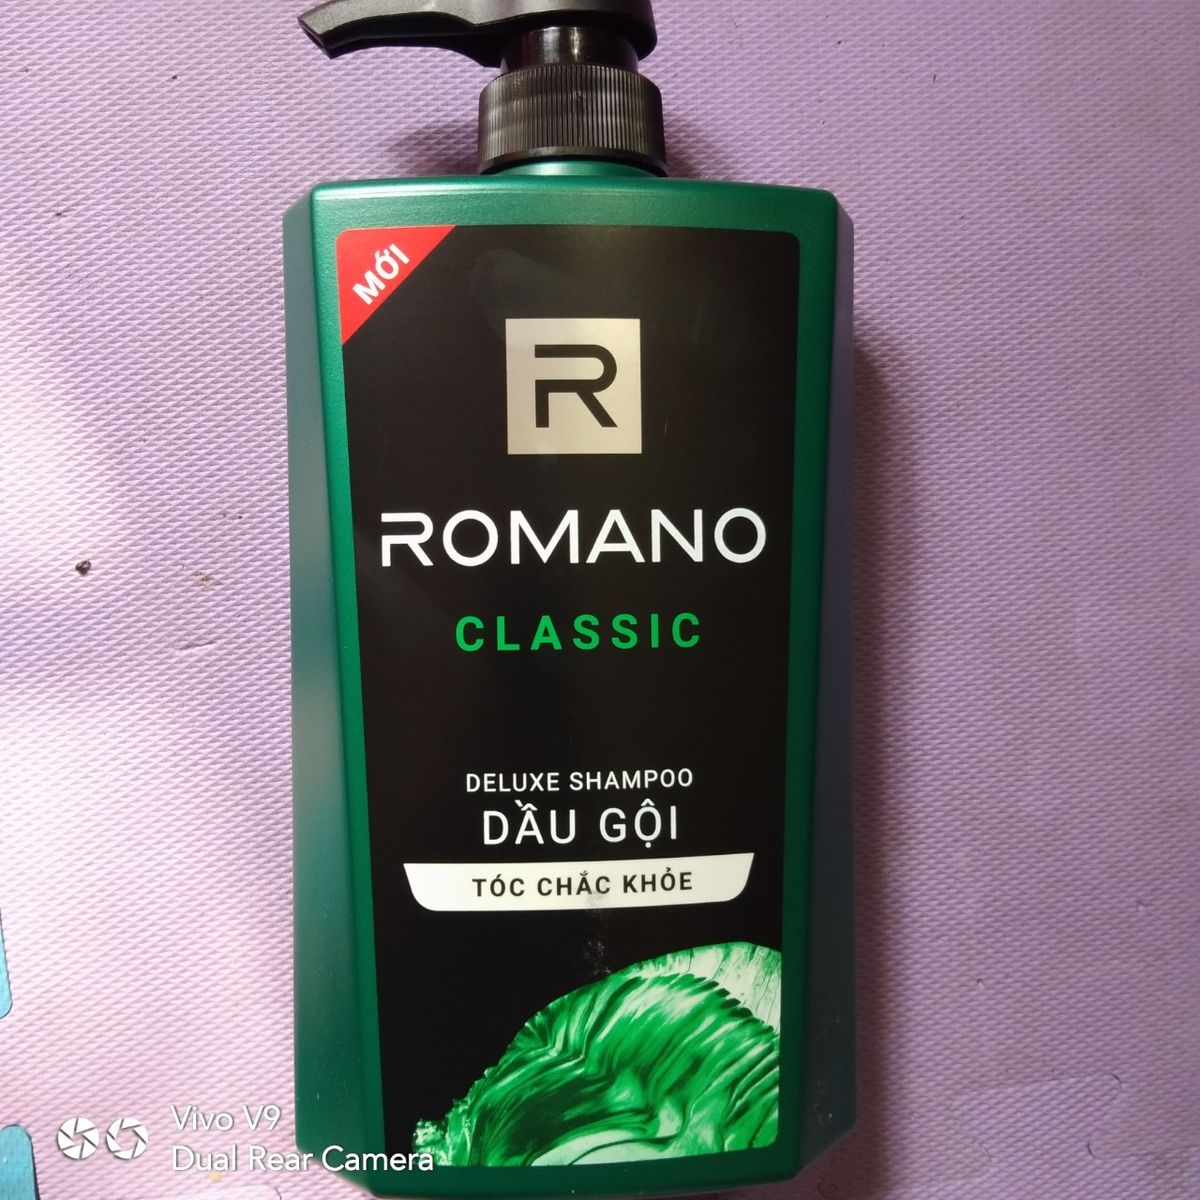 MỚI
R
ROMANO
CLASSIC
DELUXE SHAMPOO
DẦU GỘI
TÓC CHẮC KHỎE
Vivo V9
Dual Rear Camera